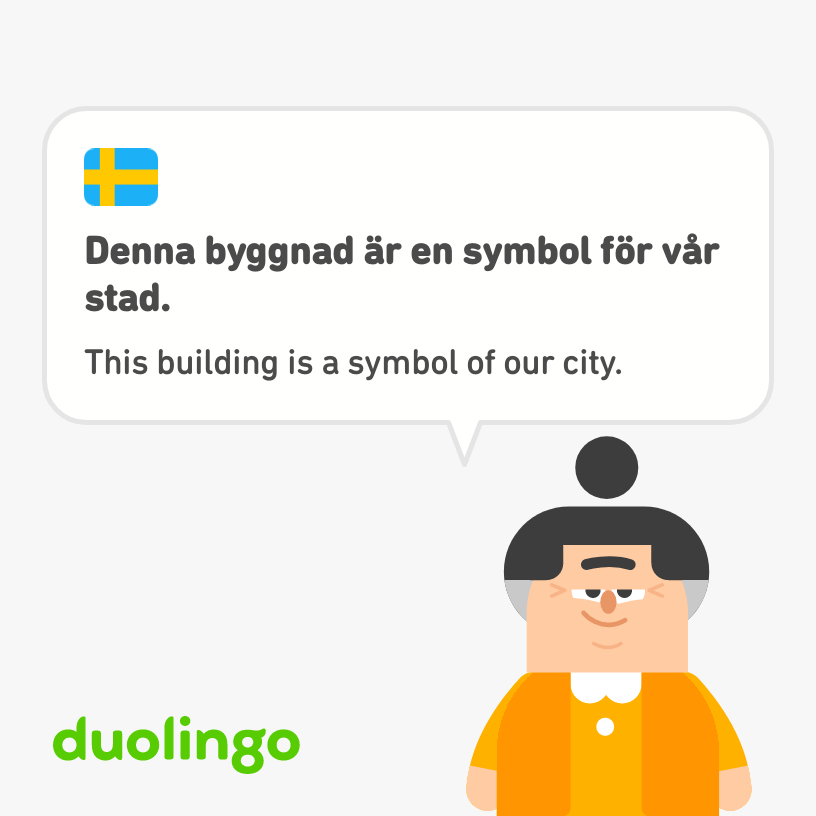 Denna byggnad är en symbol för vår
stad.
This building is a symbol of our city.
duolingo